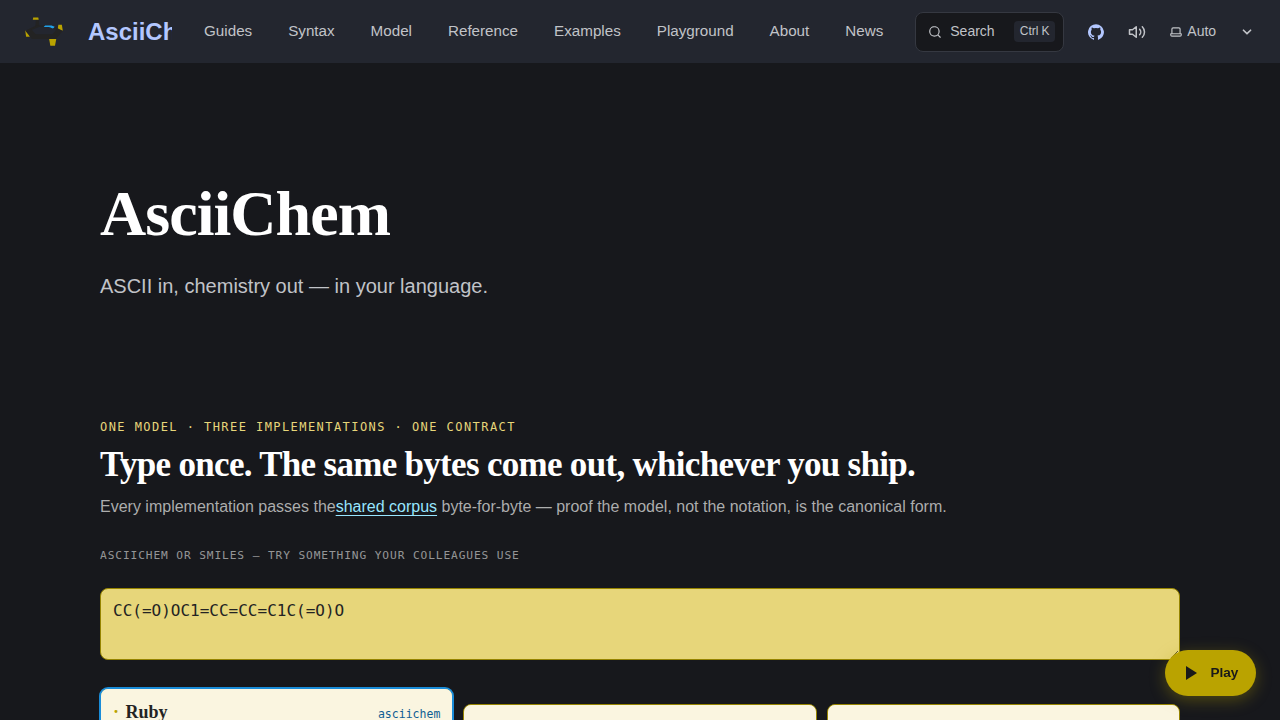 AsciiCh
Guides
Syntax
Model
Reference
Examples
Playground
About
News
Search
Ctrl K
Auto
AsciiChem
ASCII in, chemistry out — in your language.
ONE MODEL · THREE IMPLEMENTATIONS · ONE CONTRACT
Type once. The same bytes come out, whichever you ship.
Every implementation passes theshared corpus byte-for-byte — proof the model, not the notation, is the canonical form.
ASCIICHEM OR SMILES — TRY SOMETHING YOUR COLLEAGUES USE
CC(=O)OC1=CC=CC=C1C(=O)O
Play
· Ruby
asciichem